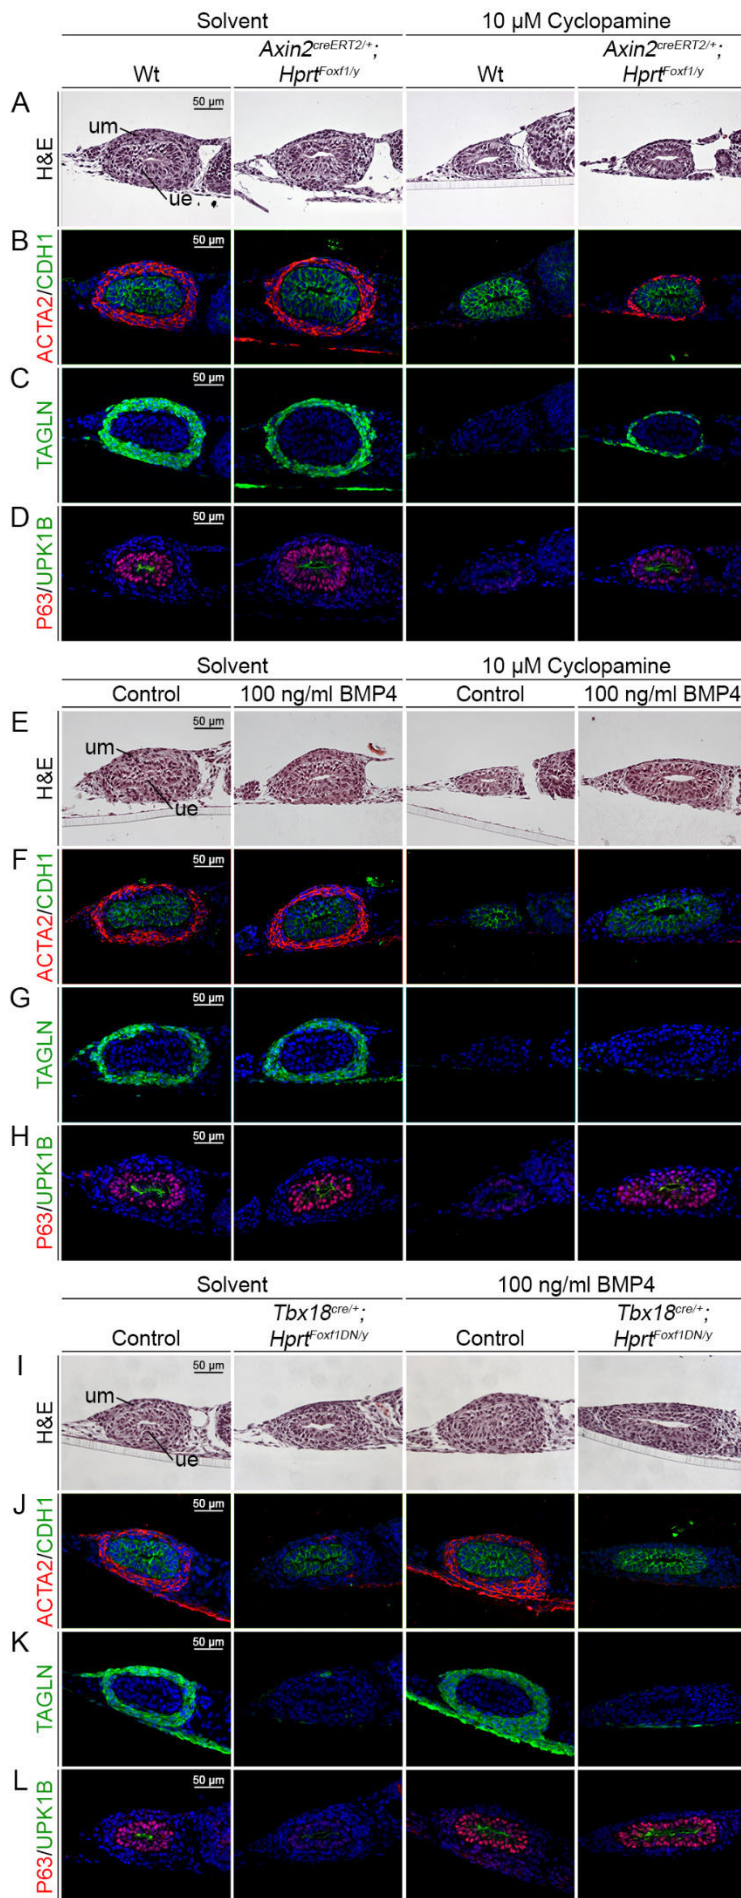 Solvent 10 µM Cyclopamine
Axin2creERT2/+; Axin2creERT2/+;
Wt HprtFoxf1/y Wt HprtFoxf1/y
A H&E um ue 50 µm
B ACTA2/CDH1 50 µm
C TAGLN 50 µm
D P63/UPK1B 50 µm
Solvent 10 µM Cyclopamine
Control 100 ng/ml BMP4 Control 100 ng/ml BMP4
E H&E um ue 50 µm
F ACTA2/CDH1 50 µm
G TAGLN 50 µm
H P63/UPK1B 50 µm
Solvent 100 ng/ml BMP4
Tbx18cre/+; Tbx18cre/+;
Control HprtFoxf1DN/y Control HprtFoxf1DN/y
I H&E um ue 50 µm
J ACTA2/CDH1 50 µm
K TAGLN 50 µm
L P63/UPK1B 50 µm